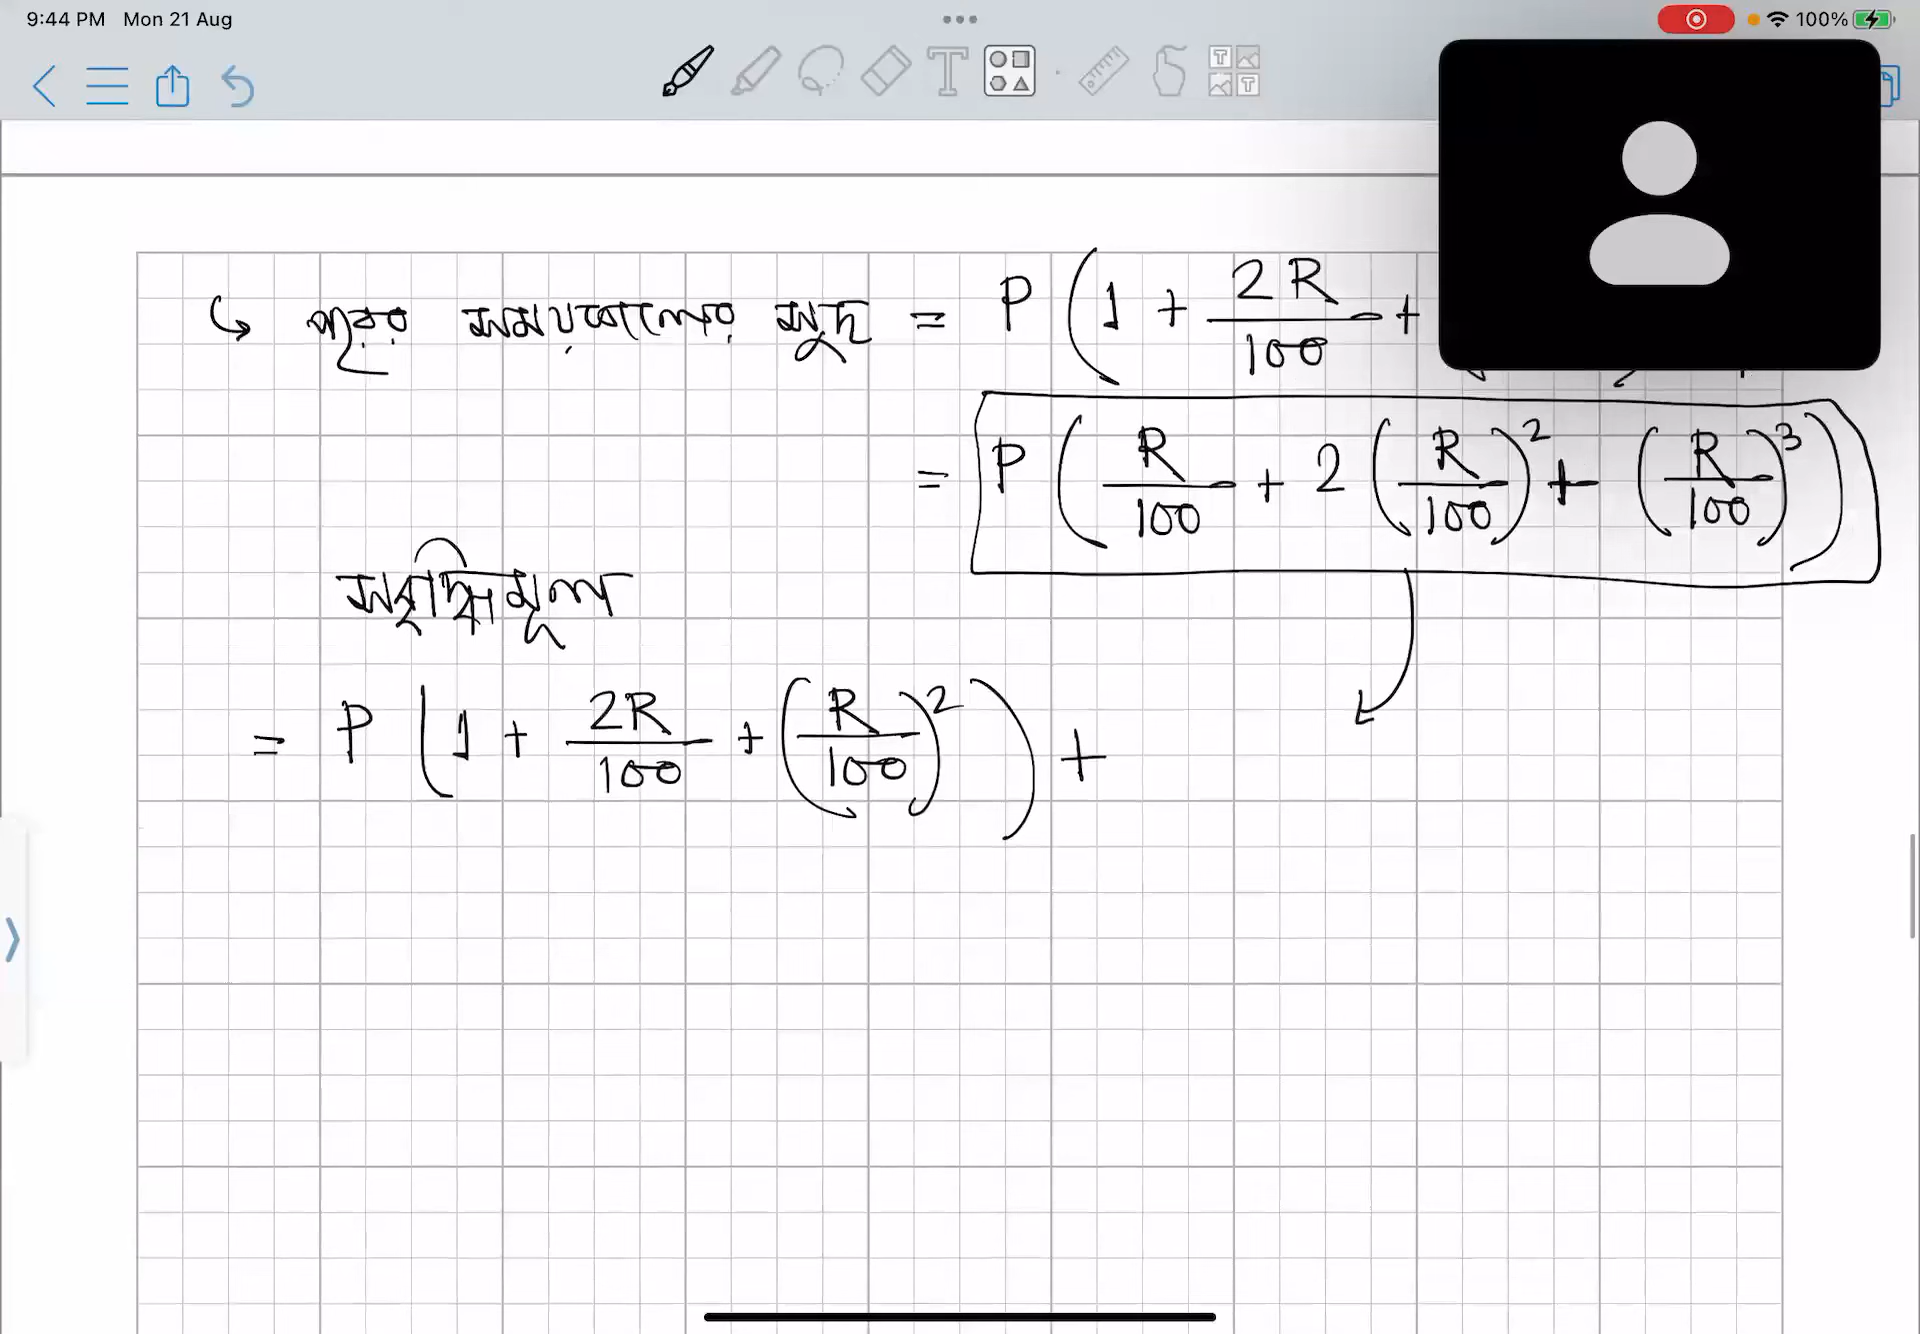 9:44 PM Mon 21 Aug
100%
↳ পুরো সময়কালের সুদ = P ( 1 + 2R/100 +
= P ( R/100 + 2 (R/100)² + (R/100)³ )
= P ( 1 + 2R/100 + (R/100)² ) +